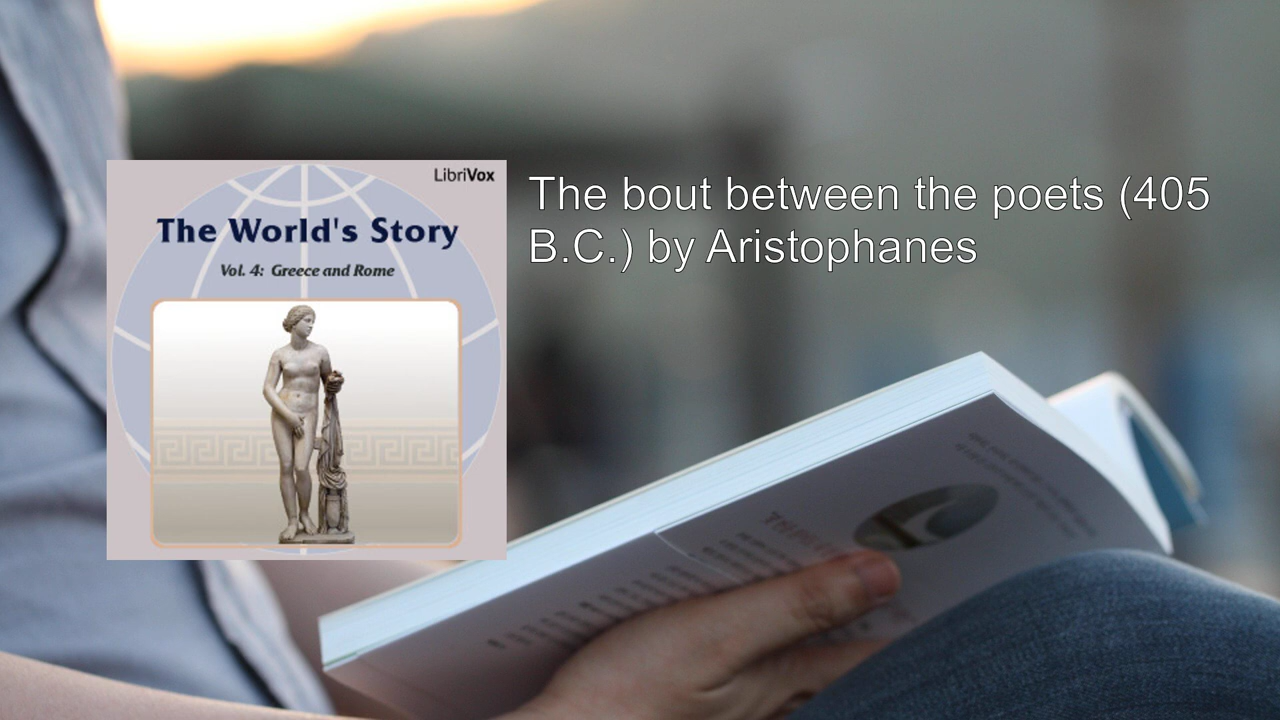 LibriVox
The World's Story
Vol. 4: Greece and Rome
The bout between the poets (405
B.C.) by Aristophanes